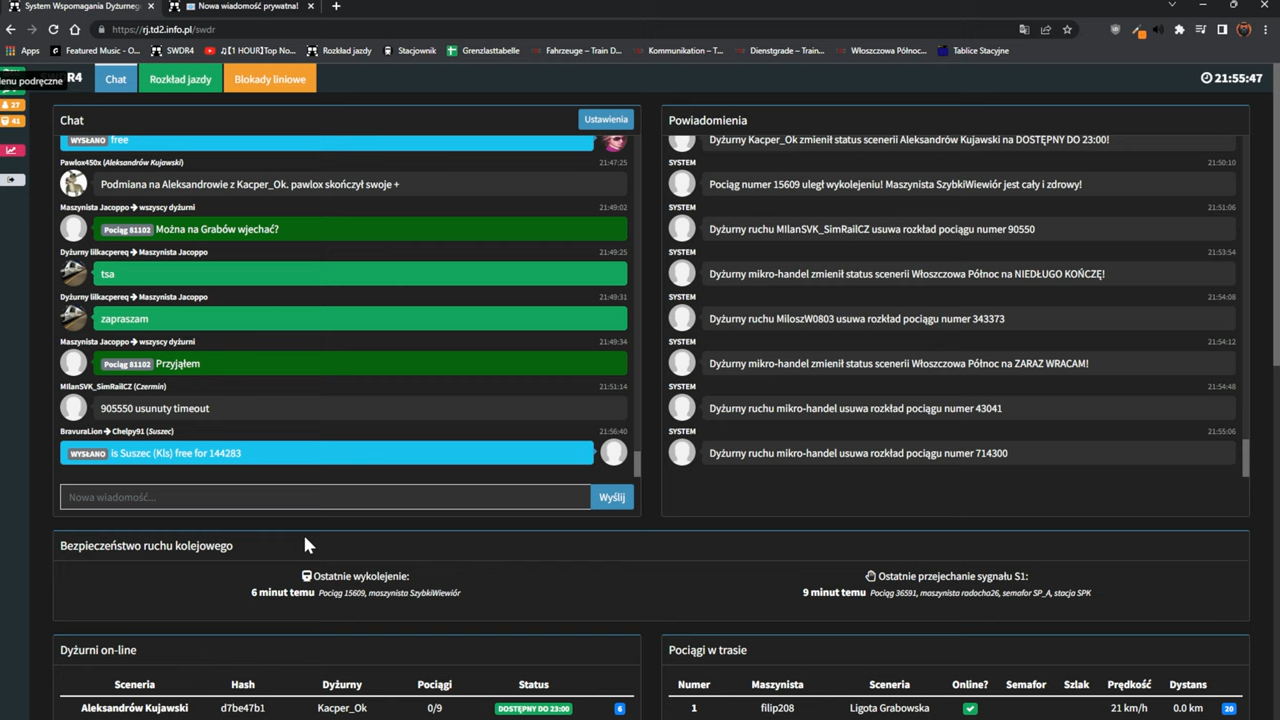 System Wspomagania Dyżurnego
Nowa wiadomość prywatna!
https://rj.td2.info.pl/swdr
Apps
Featured Music - O...
SWDR4
[1 HOUR]Top No...
Rozkład jazdy
Stacjownik
Grenzlasttabelle
Fahrzeuge – Train D...
Kommunikation – T...
Dienstgrade – Train...
Włoszczowa Północ...
Tablice Stacyjne
Menu podręczne
Chat
Rozkład jazdy
Blokady liniowe
21:55:47
27
41
Chat
Ustawienia
WYSŁANO free
Pawlox450x (Aleksandrów Kujawski)
21:47:25
Podmiana na Aleksandrowie z Kacper_Ok. pawlox skończył swoje +
Maszynista Jacoppo → wszyscy dyżurni
21:49:02
Pociąg 81102 Można na Grabów wjechać?
Dyżurny lilkacpereq → Maszynista Jacoppo
21:49:25
tsa
Dyżurny lilkacpereq → Maszynista Jacoppo
21:49:31
zapraszam
Maszynista Jacoppo → wszyscy dyżurni
21:49:34
Pociąg 81102 Przyjąłem
MIlanSVK_SimRailCZ (Czermin)
21:51:14
905550 usunuty timeout
BravuraLion → Chelpy91 (Suszec)
21:56:40
WYSŁANO is Suszec (Kls) free for 144283
Nowa wiadomość...
Wyślij
Powiadomienia
Dyżurny Kacper_Ok zmienił status scenerii Aleksandrów Kujawski na DOSTĘPNY DO 23:00!
SYSTEM
21:50:10
Pociąg numer 15609 uległ wykolejeniu! Maszynista SzybkiWiewiór jest cały i zdrowy!
SYSTEM
21:51:06
Dyżurny ruchu MIlanSVK_SimRailCZ usuwa rozkład pociągu numer 90550
SYSTEM
21:53:54
Dyżurny mikro-handel zmienił status scenerii Włoszczowa Północ na NIEDŁUGO KOŃCZĘ!
SYSTEM
21:54:08
Dyżurny ruchu MiloszW0803 usuwa rozkład pociągu numer 343373
SYSTEM
21:54:12
Dyżurny mikro-handel zmienił status scenerii Włoszczowa Północ na ZARAZ WRACAM!
SYSTEM
21:54:48
Dyżurny ruchu mikro-handel usuwa rozkład pociągu numer 43041
SYSTEM
21:55:06
Dyżurny ruchu mikro-handel usuwa rozkład pociągu numer 714300
Bezpieczeństwo ruchu kolejowego
Ostatnie wykolejenie:
6 minut temu Pociąg 15609, maszynista SzybkiWiewiór
Ostatnie przejechanie sygnału S1:
9 minut temu Pociąg 36591, maszynista radocha26, semafor SP_A, stacja SPK
Dyżurni on-line
Sceneria Hash Dyżurny Pociągi Status
Aleksandrów Kujawski d7be47b1 Kacper_Ok 0/9 DOSTĘPNY DO 23:00 6
Pociągi w trasie
Numer Maszynista Sceneria Online? Semafor Szlak Prędkość Dystans
1 filip208 Ligota Grabowska 21 km/h 0.0 km 20